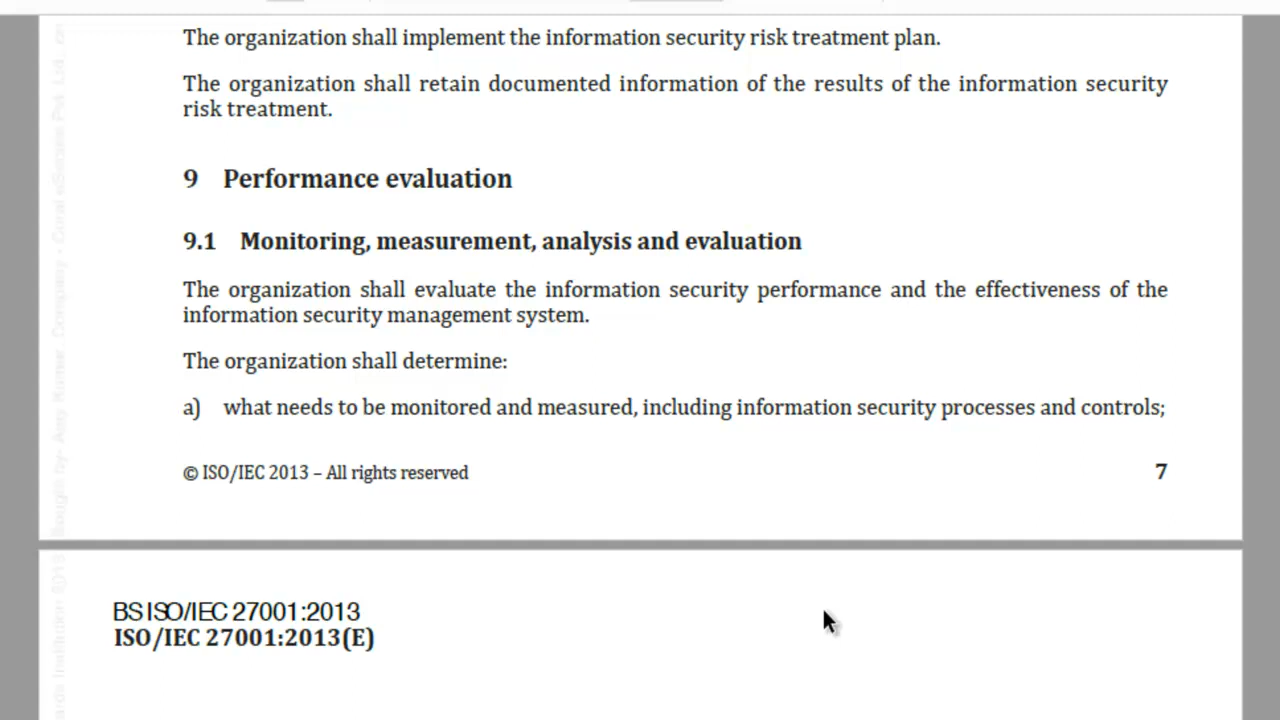 The organization shall implement the information security risk treatment plan.
The organization shall retain documented information of the results of the information security
risk treatment.
9 Performance evaluation
9.1 Monitoring, measurement, analysis and evaluation
The organization shall evaluate the information security performance and the effectiveness of the
information security management system.
The organization shall determine:
a) what needs to be monitored and measured, including information security processes and controls;
© ISO/IEC 2013 – All rights reserved 7
BS ISO/IEC 27001:2013
ISO/IEC 27001:2013(E)